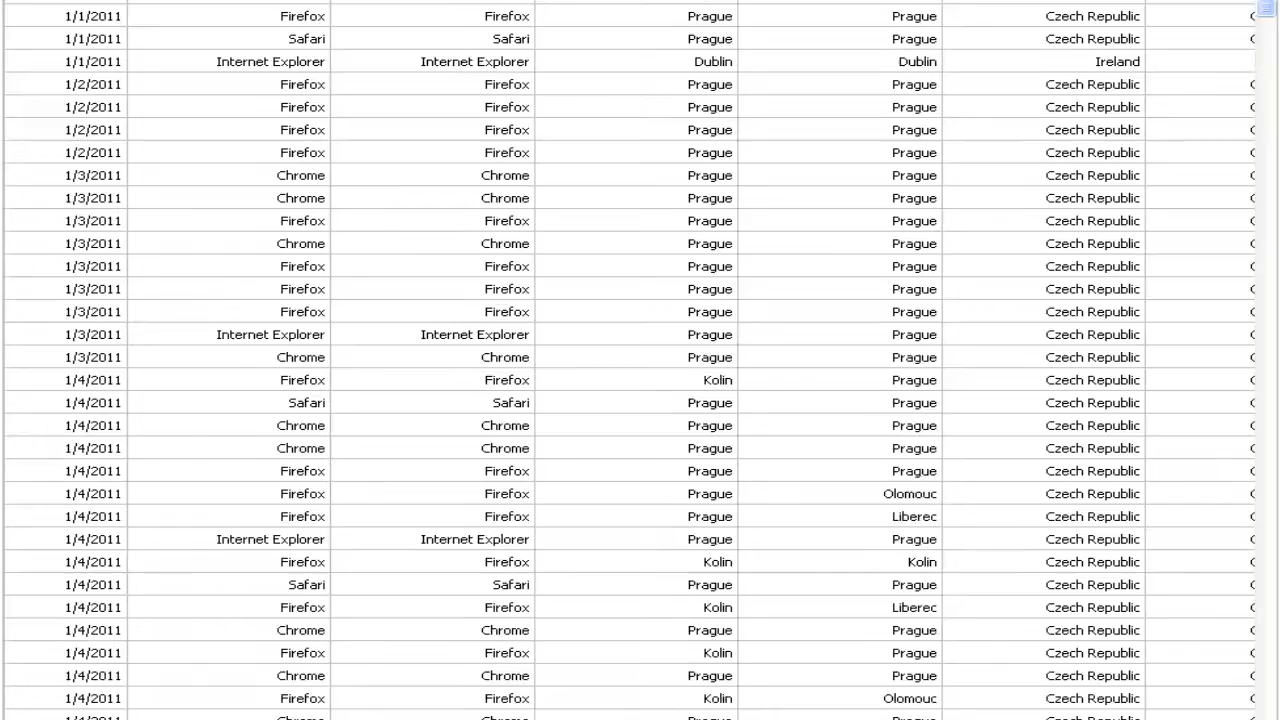 1/1/2011 Firefox Firefox Prague Prague Czech Republic
1/1/2011 Safari Safari Prague Prague Czech Republic
1/1/2011 Internet Explorer Internet Explorer Dublin Dublin Ireland
1/2/2011 Firefox Firefox Prague Prague Czech Republic
1/2/2011 Firefox Firefox Prague Prague Czech Republic
1/2/2011 Firefox Firefox Prague Prague Czech Republic
1/2/2011 Firefox Firefox Prague Prague Czech Republic
1/3/2011 Chrome Chrome Prague Prague Czech Republic
1/3/2011 Chrome Chrome Prague Prague Czech Republic
1/3/2011 Firefox Firefox Prague Prague Czech Republic
1/3/2011 Chrome Chrome Prague Prague Czech Republic
1/3/2011 Firefox Firefox Prague Prague Czech Republic
1/3/2011 Firefox Firefox Prague Prague Czech Republic
1/3/2011 Firefox Firefox Prague Prague Czech Republic
1/3/2011 Internet Explorer Internet Explorer Prague Prague Czech Republic
1/3/2011 Chrome Chrome Prague Prague Czech Republic
1/4/2011 Firefox Firefox Kolin Prague Czech Republic
1/4/2011 Safari Safari Prague Prague Czech Republic
1/4/2011 Chrome Chrome Prague Prague Czech Republic
1/4/2011 Chrome Chrome Prague Prague Czech Republic
1/4/2011 Firefox Firefox Prague Prague Czech Republic
1/4/2011 Firefox Firefox Prague Olomouc Czech Republic
1/4/2011 Firefox Firefox Prague Liberec Czech Republic
1/4/2011 Internet Explorer Internet Explorer Prague Prague Czech Republic
1/4/2011 Firefox Firefox Kolin Kolin Czech Republic
1/4/2011 Safari Safari Prague Prague Czech Republic
1/4/2011 Firefox Firefox Kolin Liberec Czech Republic
1/4/2011 Chrome Chrome Prague Prague Czech Republic
1/4/2011 Firefox Firefox Kolin Prague Czech Republic
1/4/2011 Chrome Chrome Prague Prague Czech Republic
1/4/2011 Firefox Firefox Kolin Olomouc Czech Republic